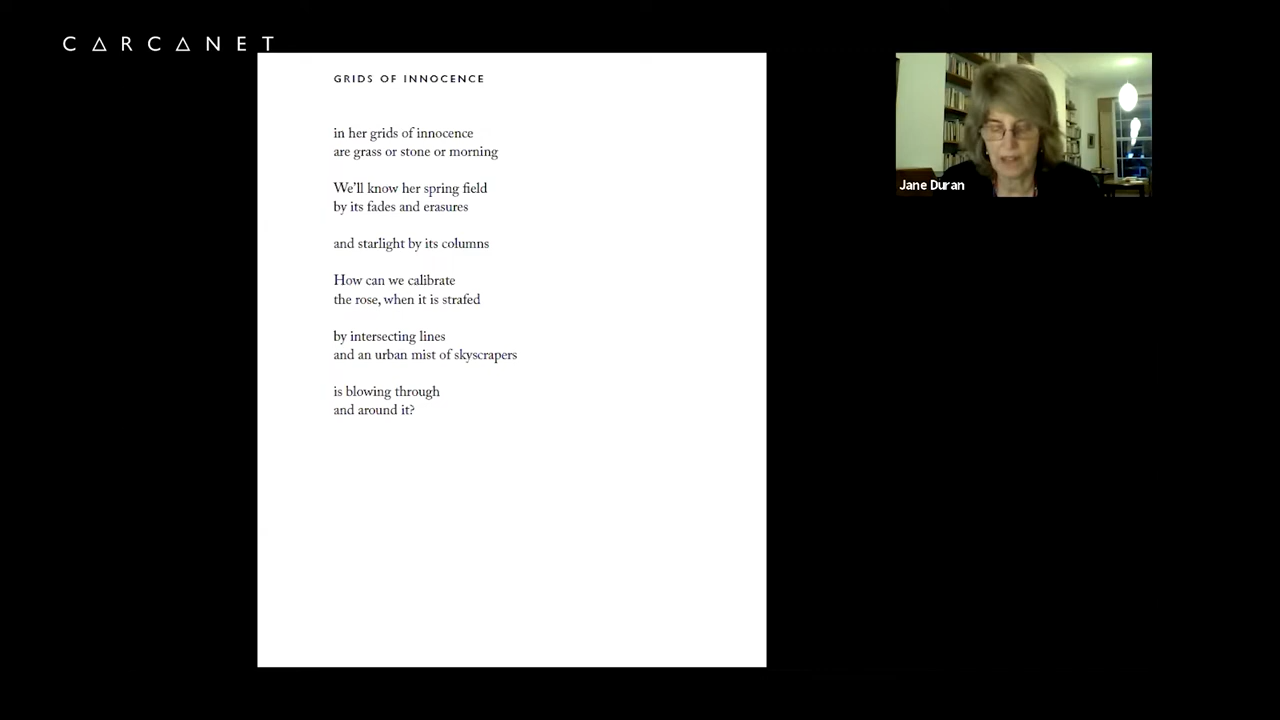 CARCANET
GRIDS OF INNOCENCE
in her grids of innocence
are grass or stone or morning
We'll know her spring field
by its fades and erasures
and starlight by its columns
How can we calibrate
the rose, when it is strafed
by intersecting lines
and an urban mist of skyscrapers
is blowing through
and around it?
Jane Duran